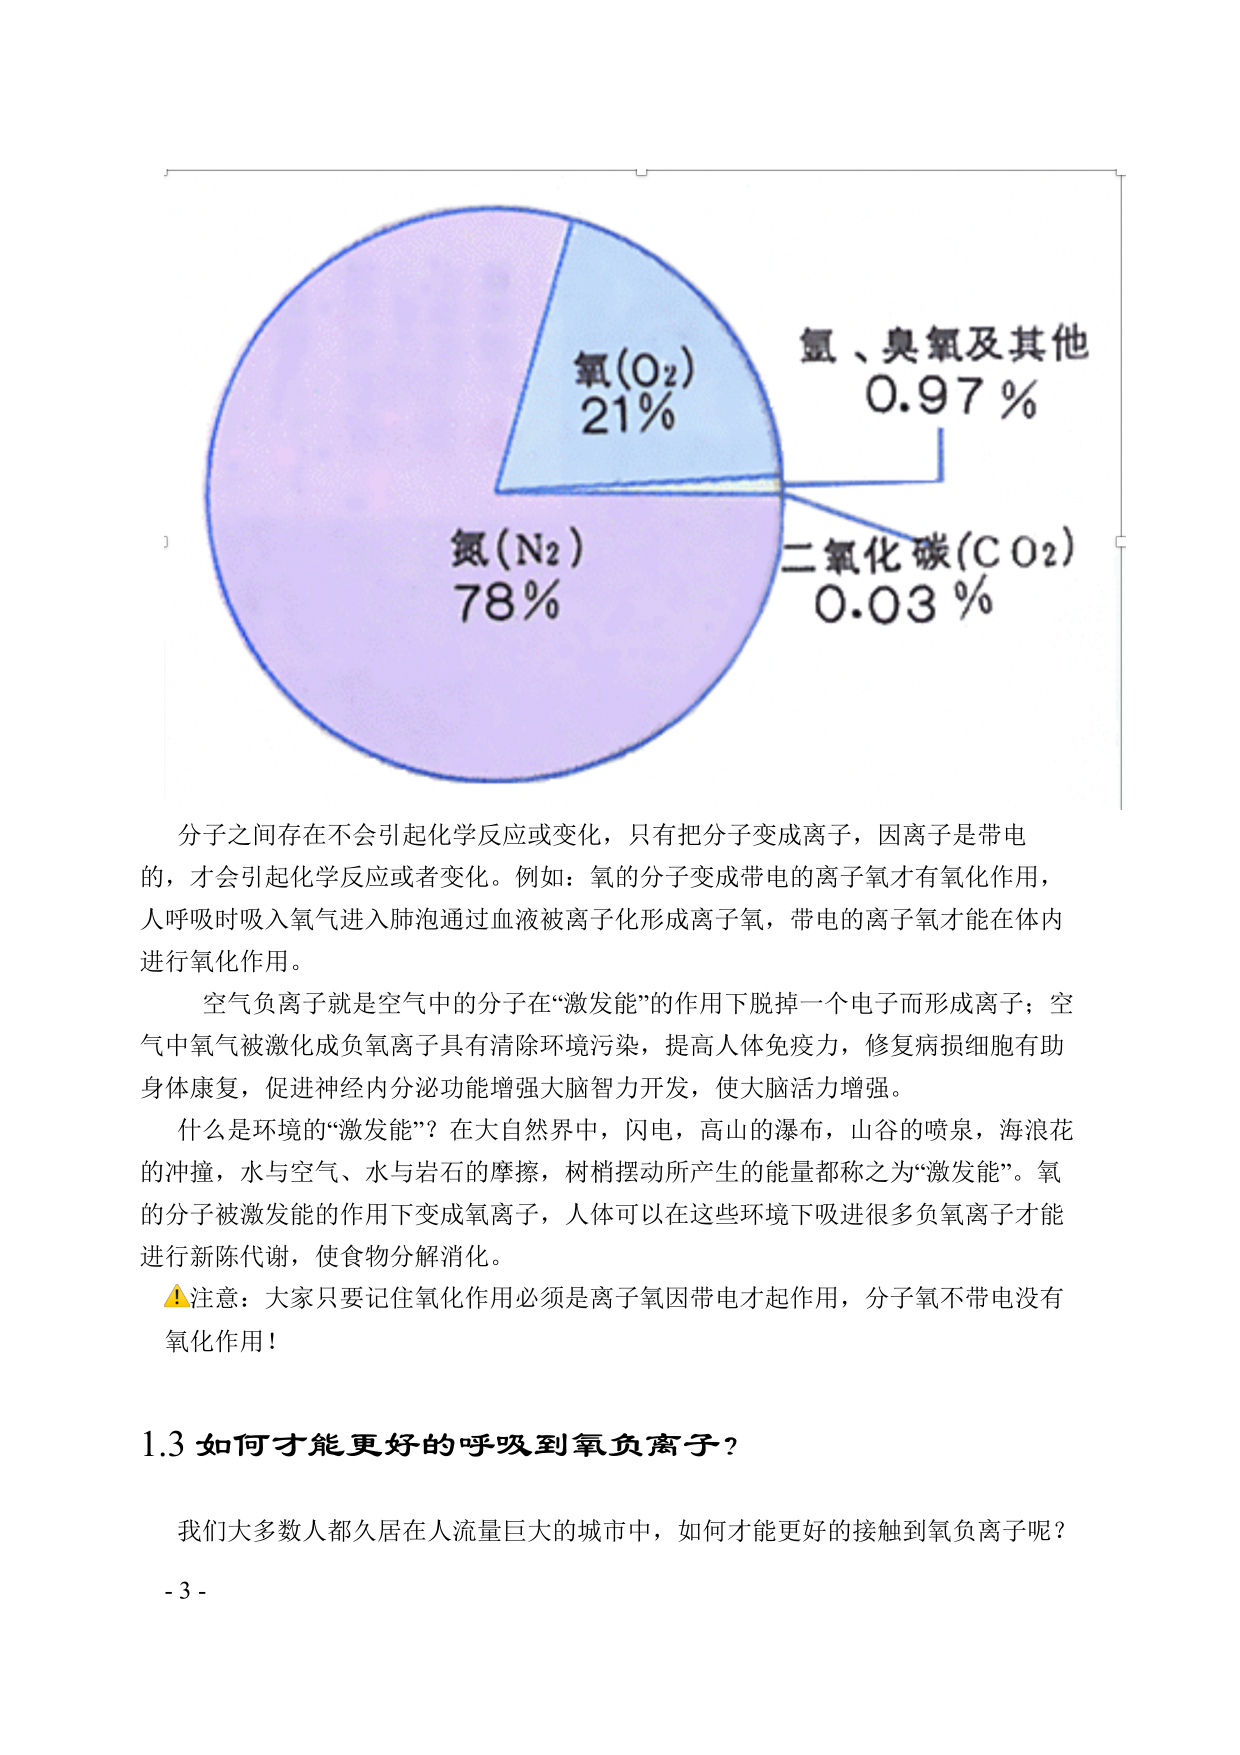 氧(O2)
21%
氩、臭氧及其他
0.97%
氮(N2)
78%
二氧化碳(CO2)
0.03%
分子之间存在不会引起化学反应或变化，只有把分子变成离子，因离子是带电
的，才会引起化学反应或者变化。例如：氧的分子变成带电的离子氧才有氧化作用，
人呼吸时吸入氧气进入肺泡通过血液被离子化形成离子氧，带电的离子氧才能在体内
进行氧化作用。
空气负离子就是空气中的分子在“激发能”的作用下脱掉一个电子而形成离子；空
气中氧气被激化成负氧离子具有清除环境污染，提高人体免疫力，修复病损细胞有助
身体康复，促进神经内分泌功能增强大脑智力开发，使大脑活力增强。
什么是环境的“激发能”？在大自然界中，闪电，高山的瀑布，山谷的喷泉，海浪花
的冲撞，水与空气、水与岩石的摩擦，树梢摆动所产生的能量都称之为“激发能”。氧
的分子被激发能的作用下变成氧离子，人体可以在这些环境下吸进很多负氧离子才能
进行新陈代谢，使食物分解消化。
注意：大家只要记住氧化作用必须是离子氧因带电才起作用，分子氧不带电没有
氧化作用！
1.3 如何才能更好的呼吸到氧负离子？
我们大多数人都久居在人流量巨大的城市中，如何才能更好的接触到氧负离子呢？
- 3 -